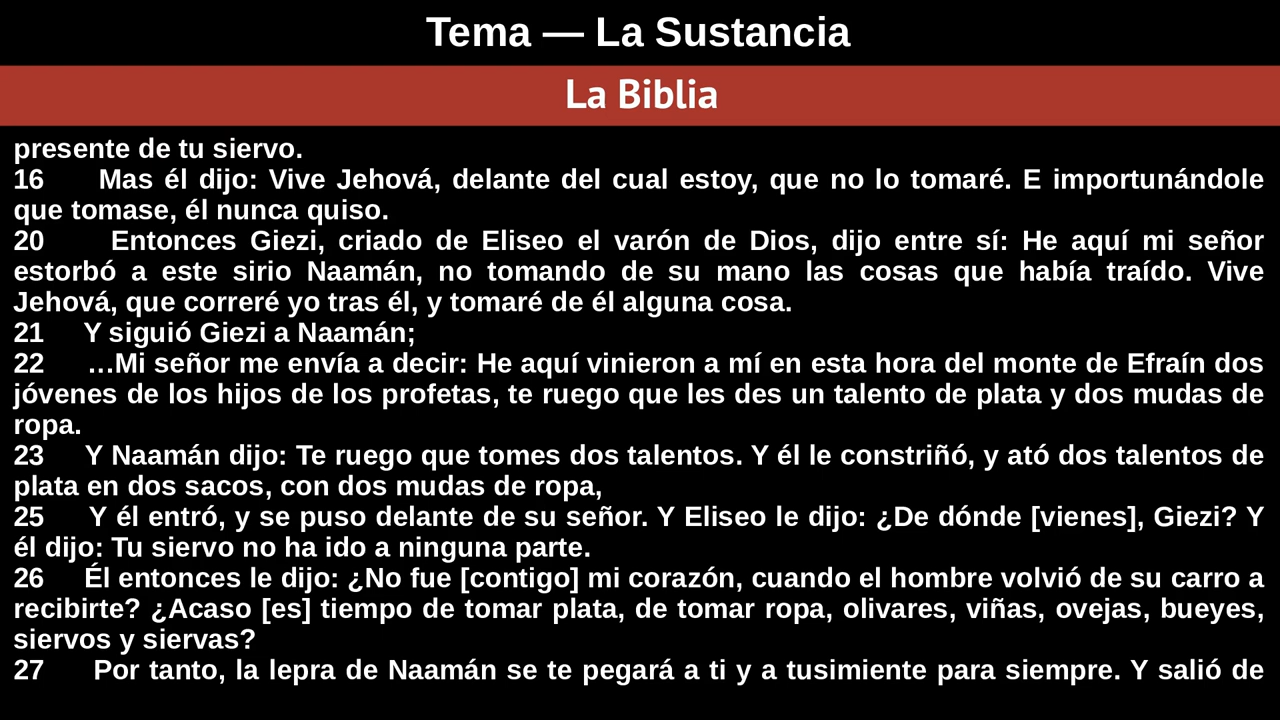 Tema — La Sustancia
La Biblia
presente de tu siervo.
16 Mas él dijo: Vive Jehová, delante del cual estoy, que no lo tomaré. E importunándole
que tomase, él nunca quiso.
20 Entonces Giezi, criado de Eliseo el varón de Dios, dijo entre sí: He aquí mi señor
estorbó a este sirio Naamán, no tomando de su mano las cosas que había traído. Vive
Jehová, que correré yo tras él, y tomaré de él alguna cosa.
21 Y siguió Giezi a Naamán;
22 …Mi señor me envía a decir: He aquí vinieron a mí en esta hora del monte de Efraín dos
jóvenes de los hijos de los profetas, te ruego que les des un talento de plata y dos mudas de
ropa.
23 Y Naamán dijo: Te ruego que tomes dos talentos. Y él le constriñó, y ató dos talentos de
plata en dos sacos, con dos mudas de ropa,
25 Y él entró, y se puso delante de su señor. Y Eliseo le dijo: ¿De dónde [vienes], Giezi? Y
él dijo: Tu siervo no ha ido a ninguna parte.
26 Él entonces le dijo: ¿No fue [contigo] mi corazón, cuando el hombre volvió de su carro a
recibirte? ¿Acaso [es] tiempo de tomar plata, de tomar ropa, olivares, viñas, ovejas, bueyes,
siervos y siervas?
27 Por tanto, la lepra de Naamán se te pegará a ti y a tusimiente para siempre. Y salió de